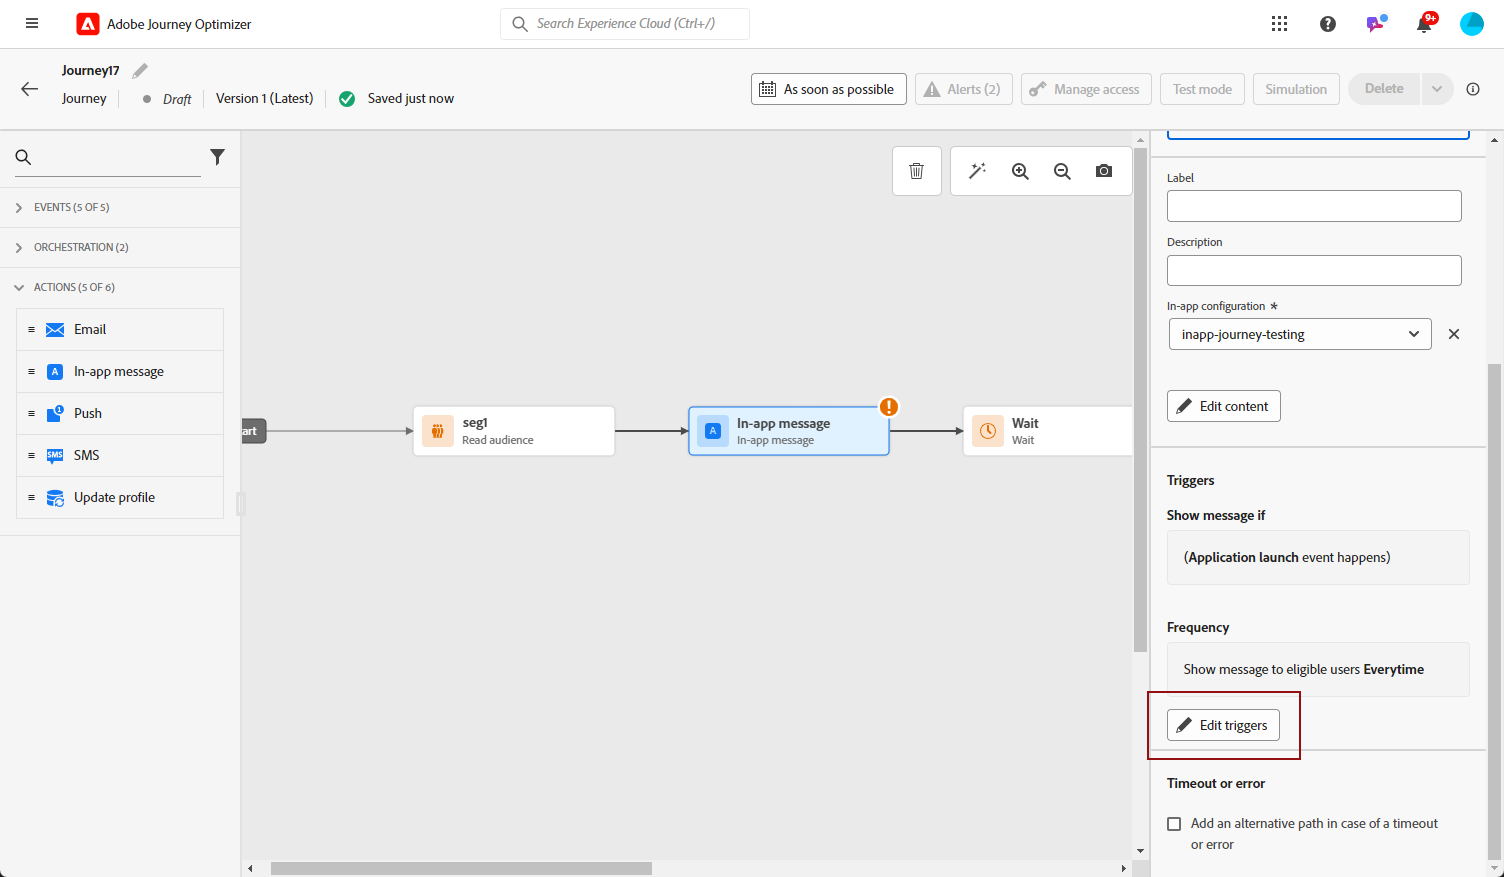 Adobe Journey Optimizer
Search Experience Cloud (Ctrl+/)
9+
Journey17
Journey
Draft
Version 1 (Latest)
Saved just now
As soon as possible
Alerts (2)
Manage access
Test mode
Simulation
Delete
EVENTS (5 OF 5)
ORCHESTRATION (2)
ACTIONS (5 OF 6)
Email
A
In-app message
1
Push
SMS
SMS
Update profile
art
seg1
Read audience
A
In-app message
In-app message
Wait
Wait
Label
Description
In-app configuration *
inapp-journey-testing
Edit content
Triggers
Show message if
(Application launch event happens)
Frequency
Show message to eligible users Everytime
Edit triggers
Timeout or error
Add an alternative path in case of a timeout
or error